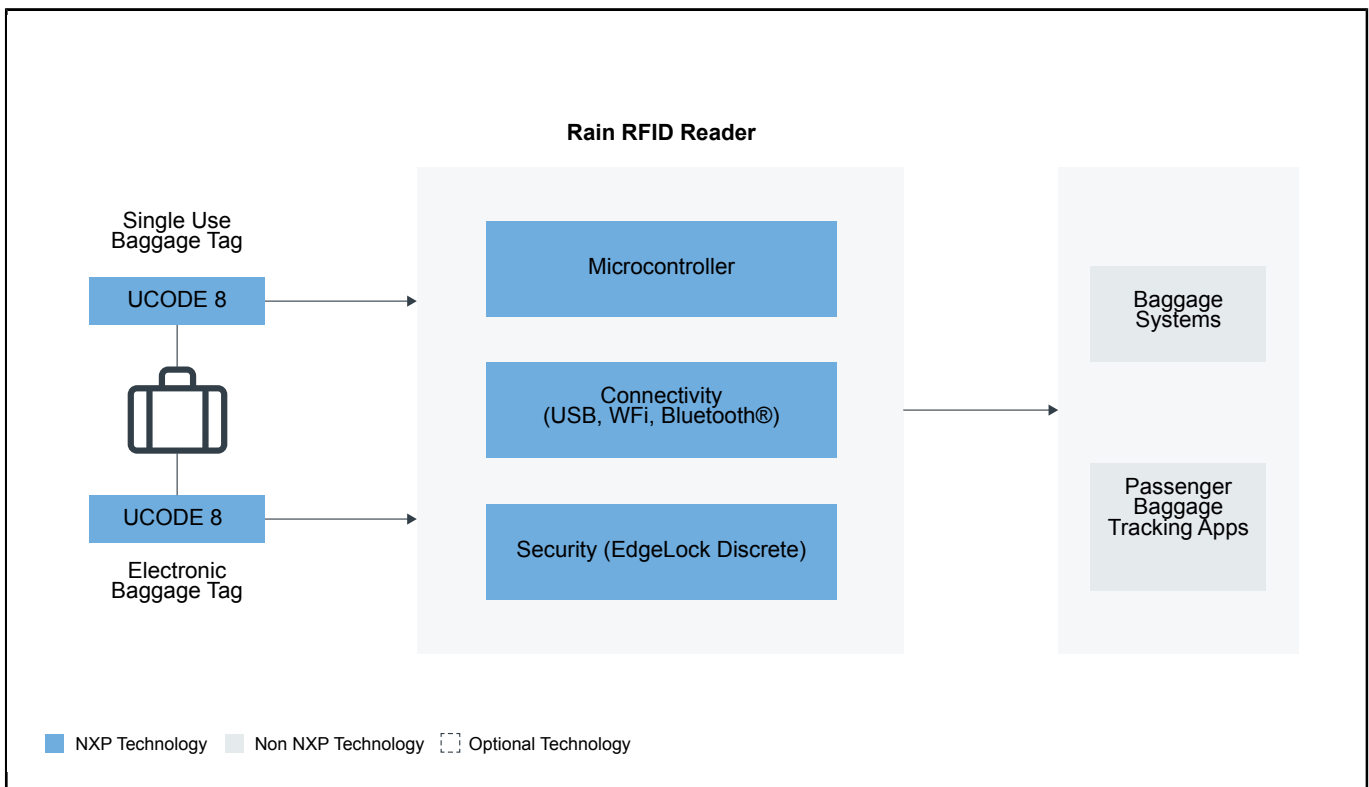 Rain RFID Reader
Single Use
Baggage Tag
UCODE 8
UCODE 8
Electronic
Baggage Tag
Microcontroller
Connectivity
(USB, WFi, Bluetooth®)
Security (EdgeLock Discrete)
Baggage
Systems
Passenger
Baggage
Tracking Apps
NXP Technology
Non NXP Technology
Optional Technology